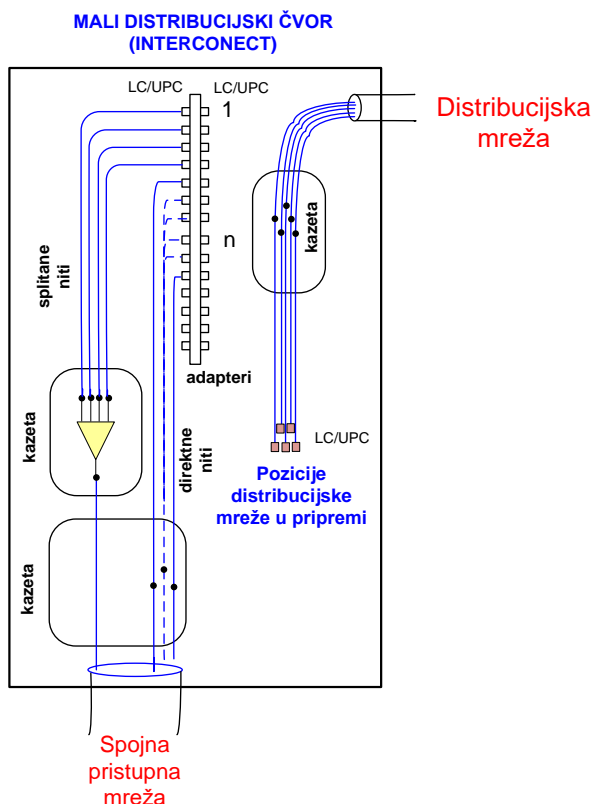 MALI DISTRIBUCIJSKI ČVOR
(INTERCONECT)
LC/UPC
LC/UPC
1
Distribucijska
mreža
kazeta
n
splitane
niti
adapteri
kazeta
direktne
niti
LC/UPC
Pozicije
distribucijske
mreže u pripremi
kazeta
Spojna
pristupna
mreža